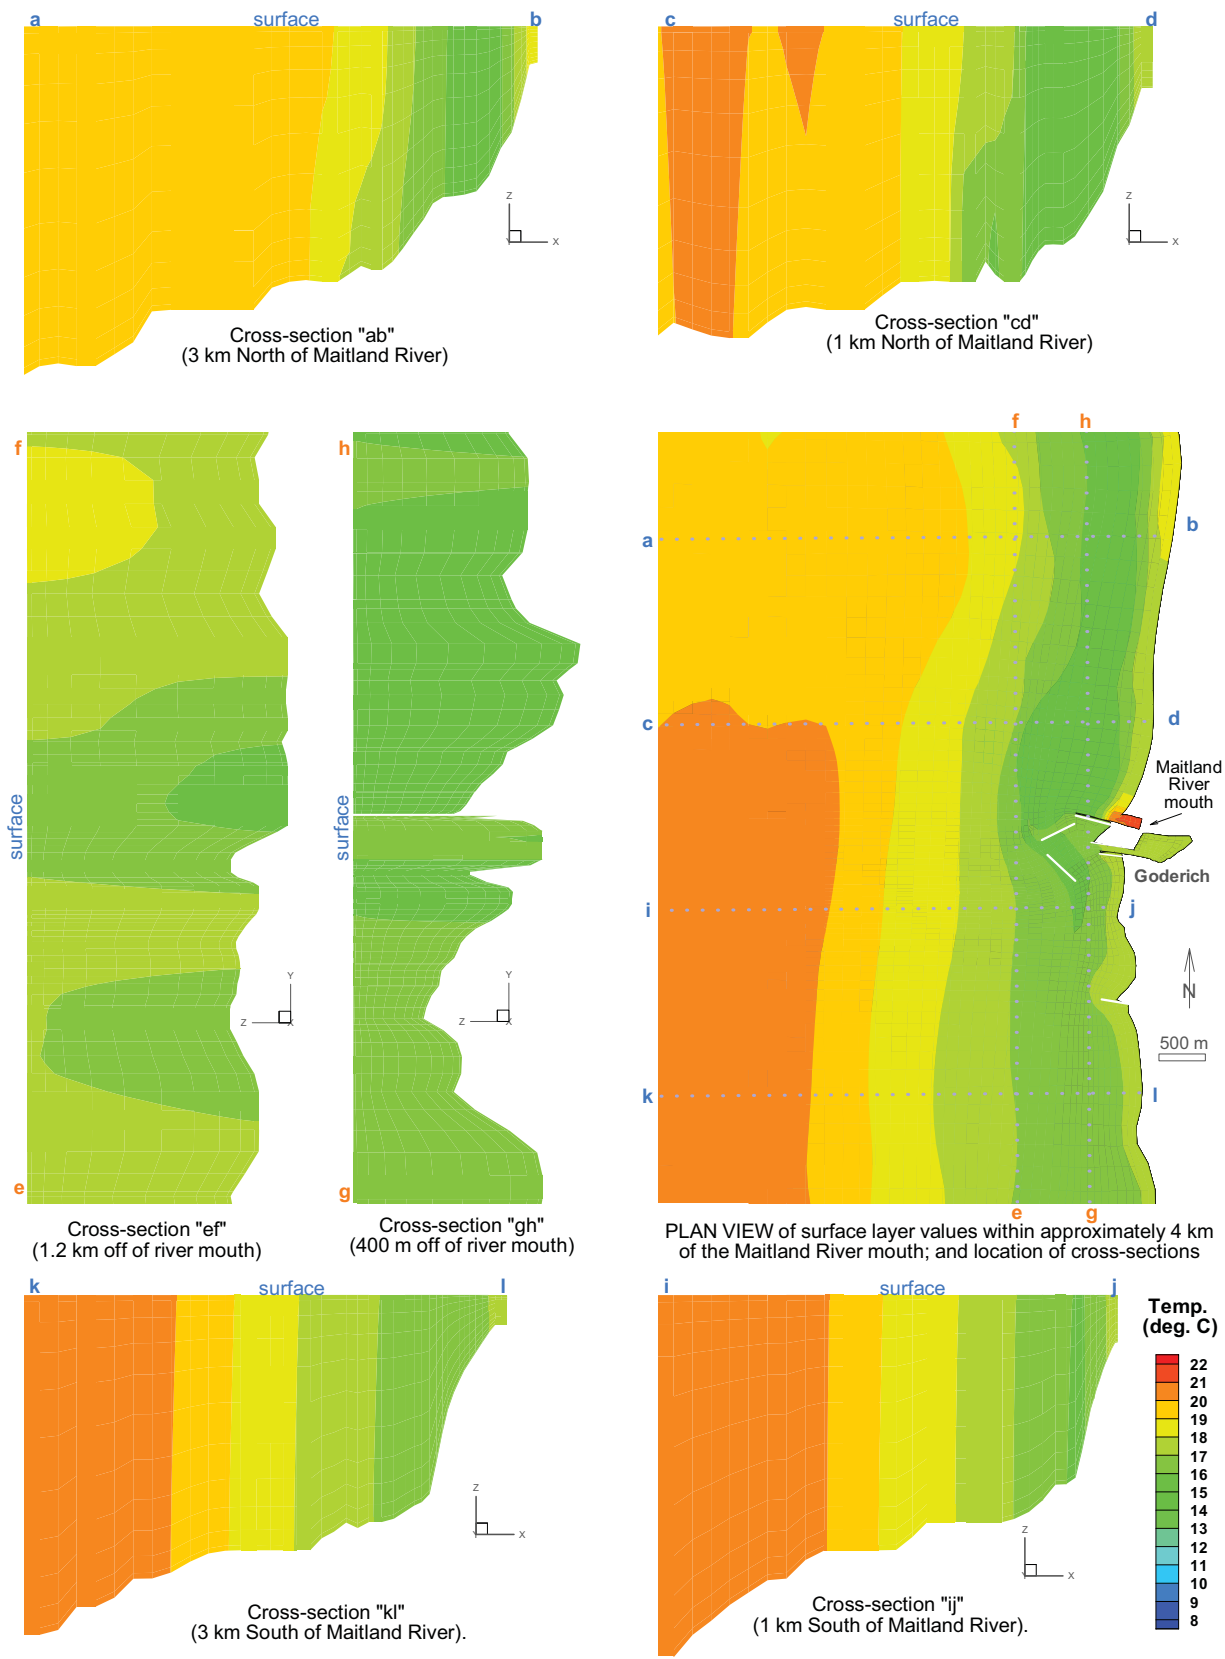 a
surface
b
c
surface
d
z
Y
x
z
Y
x
Cross-section "ab"
(3 km North of Maitland River)
Cross-section "cd"
(1 km North of Maitland River)
f
surface
e
Y
z
X
h
surface
g
Y
z
X
f
h
a
b
c
d
Maitland
River
mouth
Goderich
i
j
N
500 m
k
l
e
g
Cross-section "ef"
(1.2 km off of river mouth)
Cross-section "gh"
(400 m off of river mouth)
PLAN VIEW of surface layer values within approximately 4 km
of the Maitland River mouth; and location of cross-sections
k
surface
l
i
surface
j
z
Y
x
z
Y
x
Cross-section "kl"
(3 km South of Maitland River).
Cross-section "ij"
(1 km South of Maitland River).
Temp.
(deg. C)
22
21
20
19
18
17
16
15
14
13
12
11
10
9
8